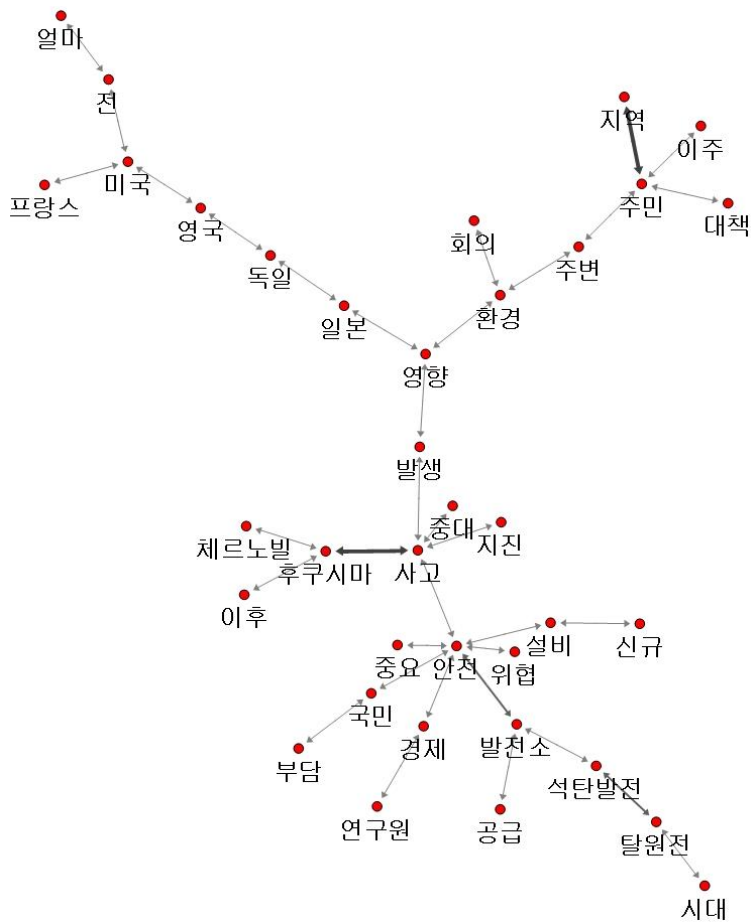 얼마
전
지역
이주
미국
프랑스
주민
대책
영국
회의
독일
주변
일본
환경
영향
발생
중대
체르노빌
후쿠시마
사고
지진
이후
설비
신규
중요
안전
위협
국민
경제
발전소
부담
석탄발전
연구원
공급
탈원전
시대